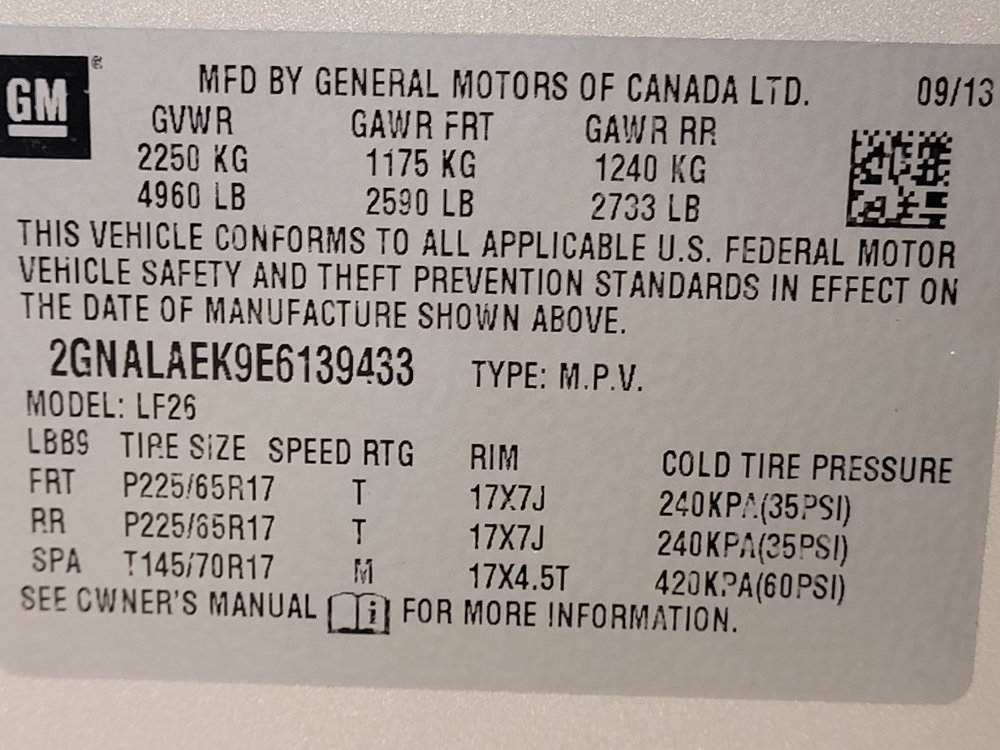 GM ®
MFD BY GENERAL MOTORS OF CANADA LTD. 09/13
GVWR GAWR FRT GAWR RR
2250 KG 1175 KG 1240 KG
4960 LB 2590 LB 2733 LB
THIS VEHICLE CONFORMS TO ALL APPLICABLE U.S. FEDERAL MOTOR
VEHICLE SAFETY AND THEFT PREVENTION STANDARDS IN EFFECT ON
THE DATE OF MANUFACTURE SHOWN ABOVE.
2GNALAEK9E6139433 TYPE: M.P.V.
MODEL: LF26
LBB9 TIRE SIZE SPEED RTG RIM COLD TIRE PRESSURE
FRT P225/65R17 T 17X7J 240KPA(35PSI)
RR P225/65R17 T 17X7J 240KPA(35PSI)
SPA T145/70R17 M 17X4.5T 420KPA(60PSI)
SEE OWNER'S MANUAL i FOR MORE INFORMATION.